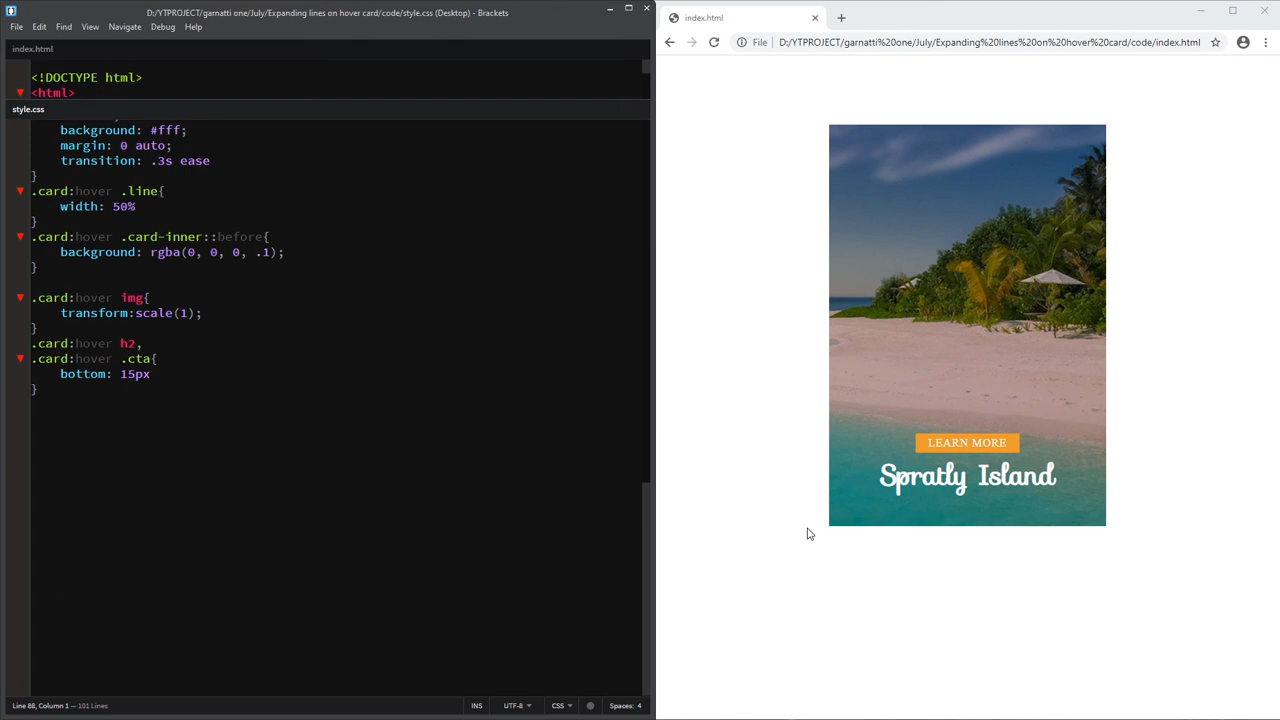 D:/YTPROJECT/garnatti one/July/Expanding lines on hover card/code/style.css (Desktop) - Brackets
File Edit Find View Navigate Debug Help
index.html
<!DOCTYPE html>
<html>
style.css
background: #fff;
margin: 0 auto;
transition: .3s ease
}
.card:hover .line{
width: 50%
}
.card:hover .card-inner::before{
background: rgba(0, 0, 0, .1);
}
.card:hover img{
transform:scale(1);
}
.card:hover h2,
.card:hover .cta{
bottom: 15px
}
Line 88, Column 1 — 101 Lines
INS UTF-8 CSS Spaces: 4
index.html
File D:/YTPROJECT/garnatti%20one/July/Expanding%20lines%20on%20hover%20card/code/index.html
LEARN MORE
Spratly Island